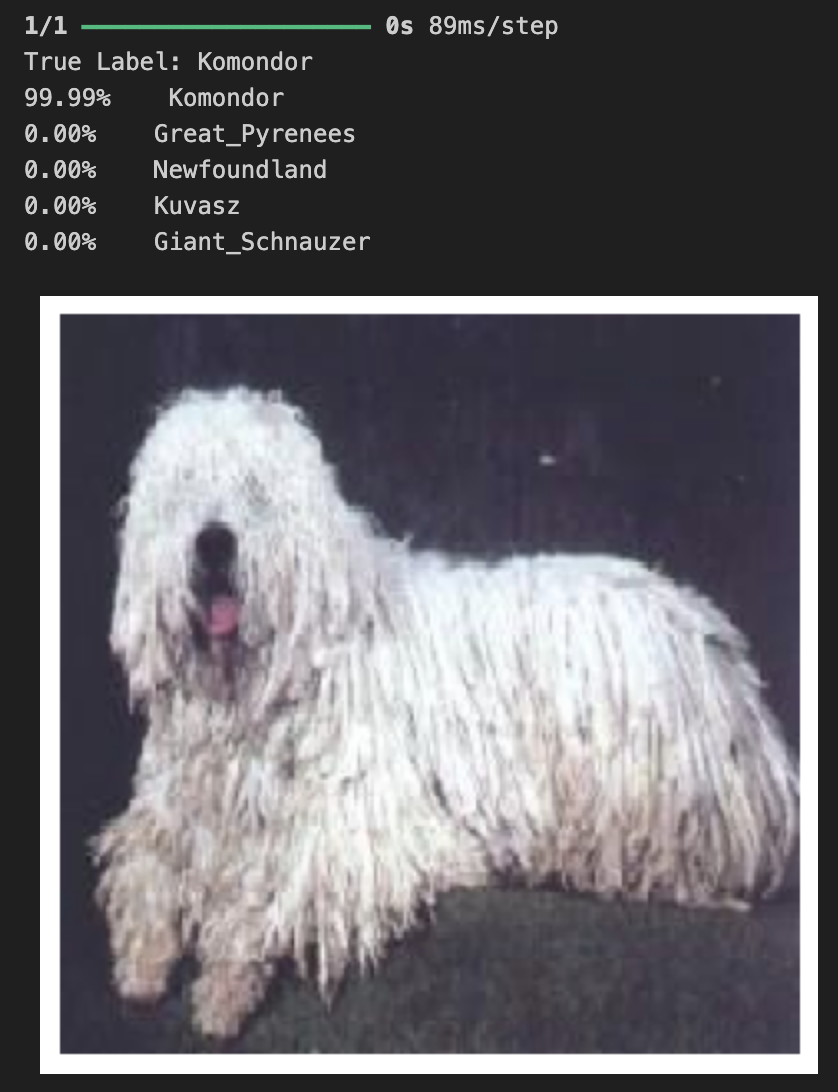 1/1 ━━━━━━━━━━━━━━━━━━━━ 0s 89ms/step
True Label: Komondor
99.99%    Komondor
0.00%    Great_Pyrenees
0.00%    Newfoundland
0.00%    Kuvasz
0.00%    Giant_Schnauzer